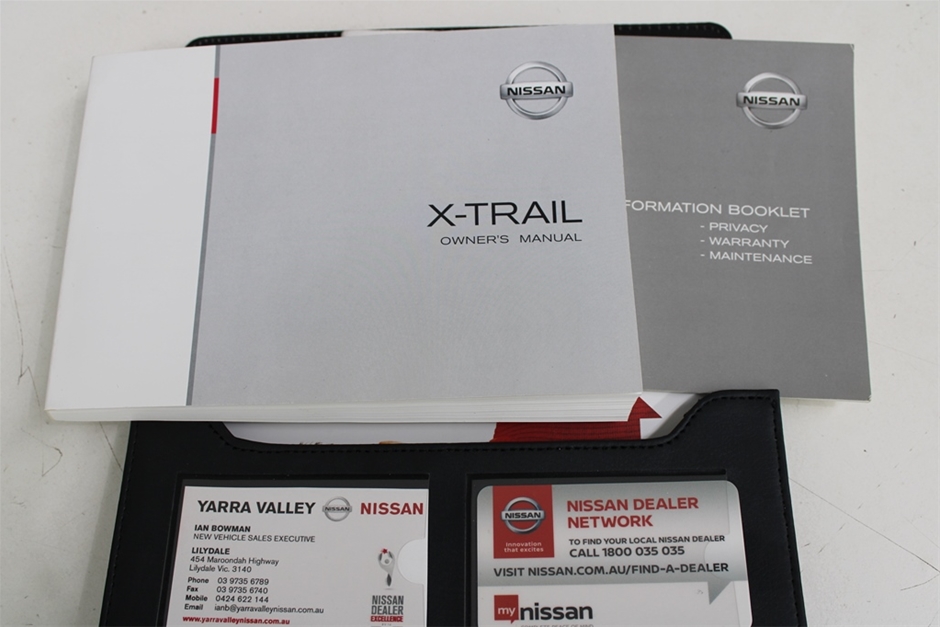 NISSAN
X-TRAIL
OWNER'S MANUAL
NISSAN
FORMATION BOOKLET
- PRIVACY
- WARRANTY
- MAINTENANCE
YARRA VALLEY NISSAN NISSAN
IAN BOWMAN
NEW VEHICLE SALES EXECUTIVE
LILYDALE
454 Maroondah Highway
Lilydale Vic. 3140
Phone 03 9735 6789
Fax 03 9735 6740
Mobile 0424 622 144
Email ianb@yarravalleynissan.com.au
www.yarravalleynissan.com.au
NISSAN
DEALER
EXCELLENCE
NISSAN
innovation
that excites
NISSAN DEALER
NETWORK
TO FIND YOUR LOCAL NISSAN DEALER
CALL 1800 035 035
VISIT NISSAN.COM.AU/FIND-A-DEALER
my nissan